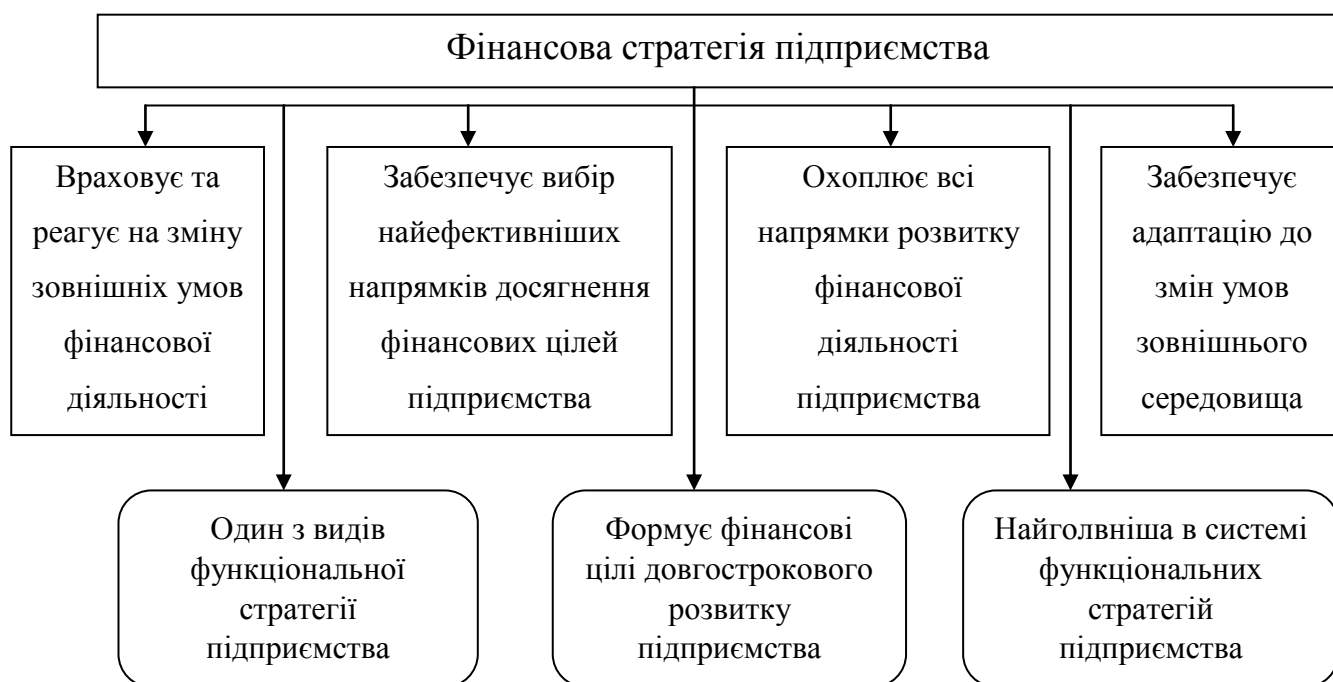 Фінансова стратегія підприємства
Враховує та
реагує на зміну
зовнішніх умов
фінансової
діяльності
Забезпечує вибір
найефективніших
напрямків досягнення
фінансових цілей
підприємства
Охоплює всі
напрямки розвитку
фінансової
діяльності
підприємства
Забезпечує
адаптацію до
змін умов
зовнішнього
середовища
Один з видів
функціональної
стратегії
підприємства
Формує фінансові
цілі довгострокового
розвитку
підприємства
Найголвніша в системі
функціональних
стратегій
підприємства